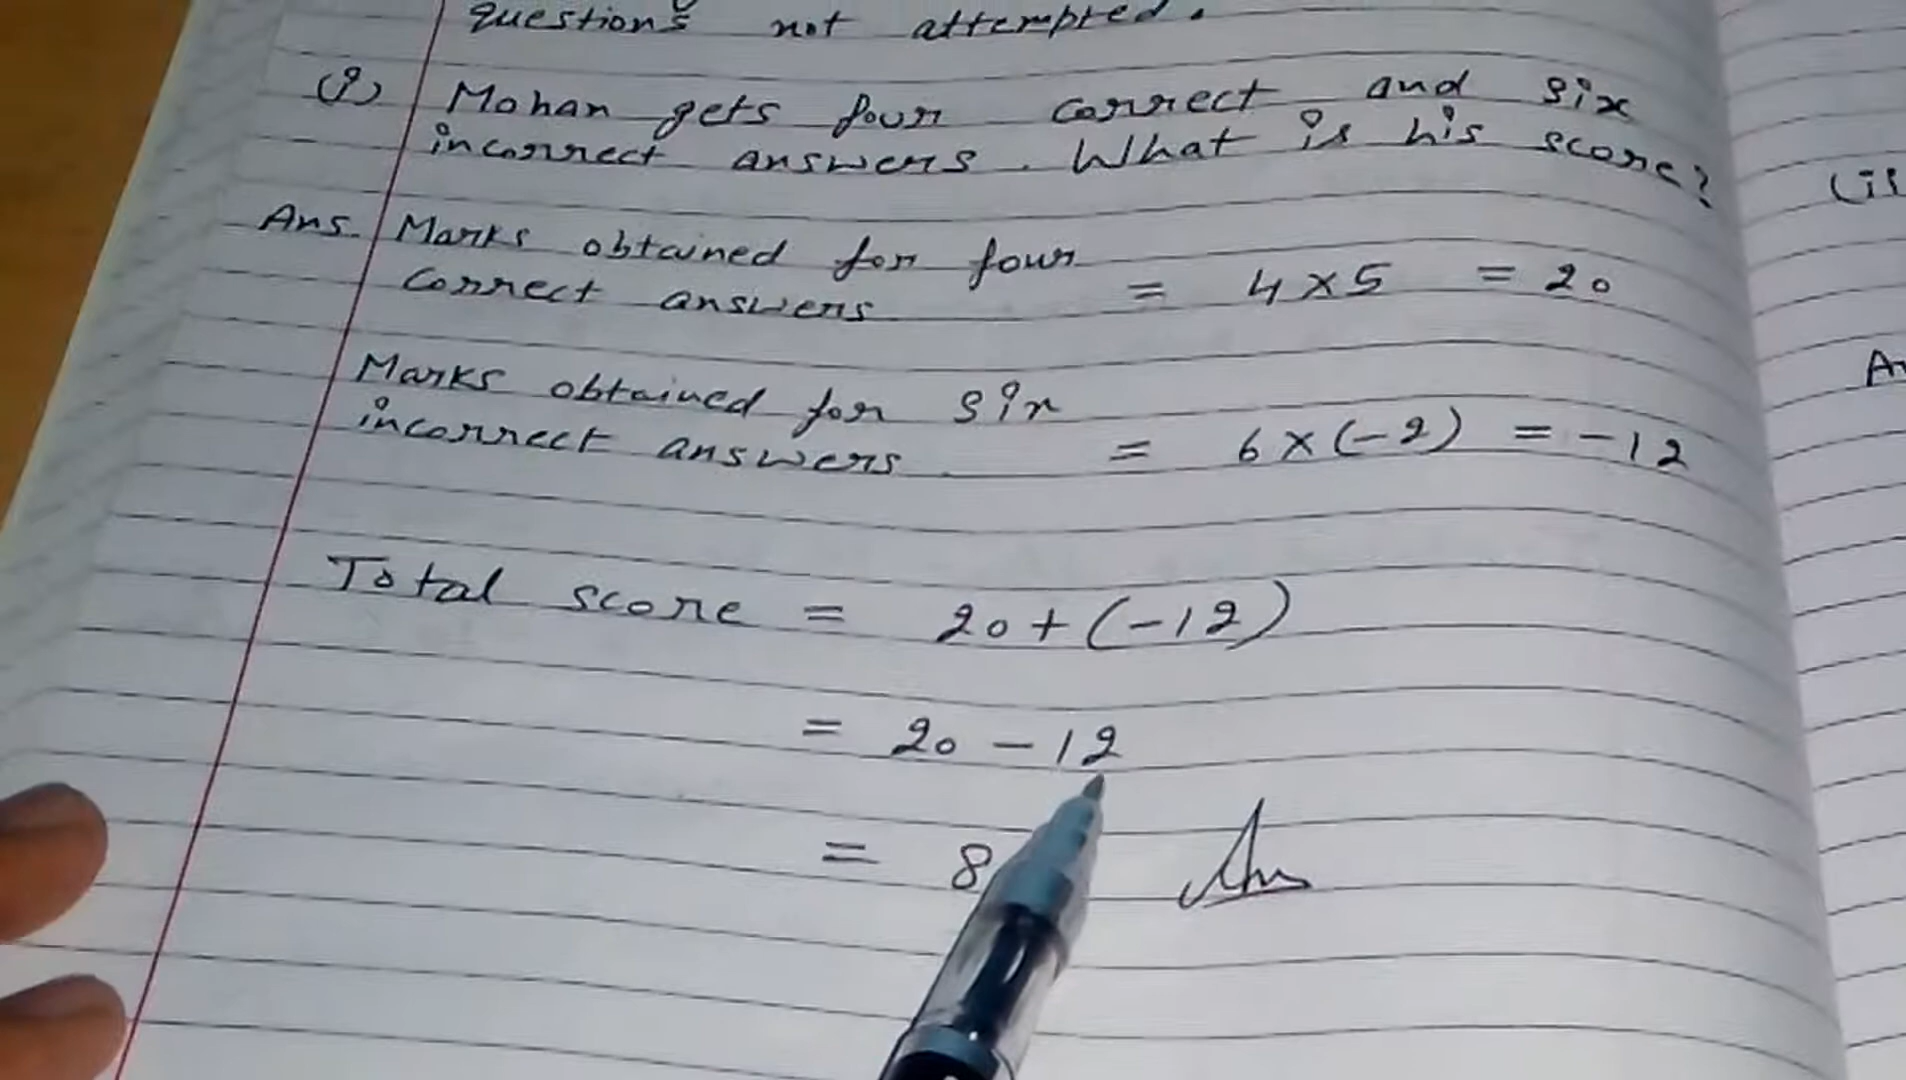 questions not attempted.
(i) Mohan gets four correct and six
incorrect answers. What is his score?
Ans. Marks obtained for four
correct answers = 4 × 5 = 20
Marks obtained for six
incorrect answers = 6 × (-2) = -12
Total score = 20 + (-12)
= 20 - 12
= 8 Ans